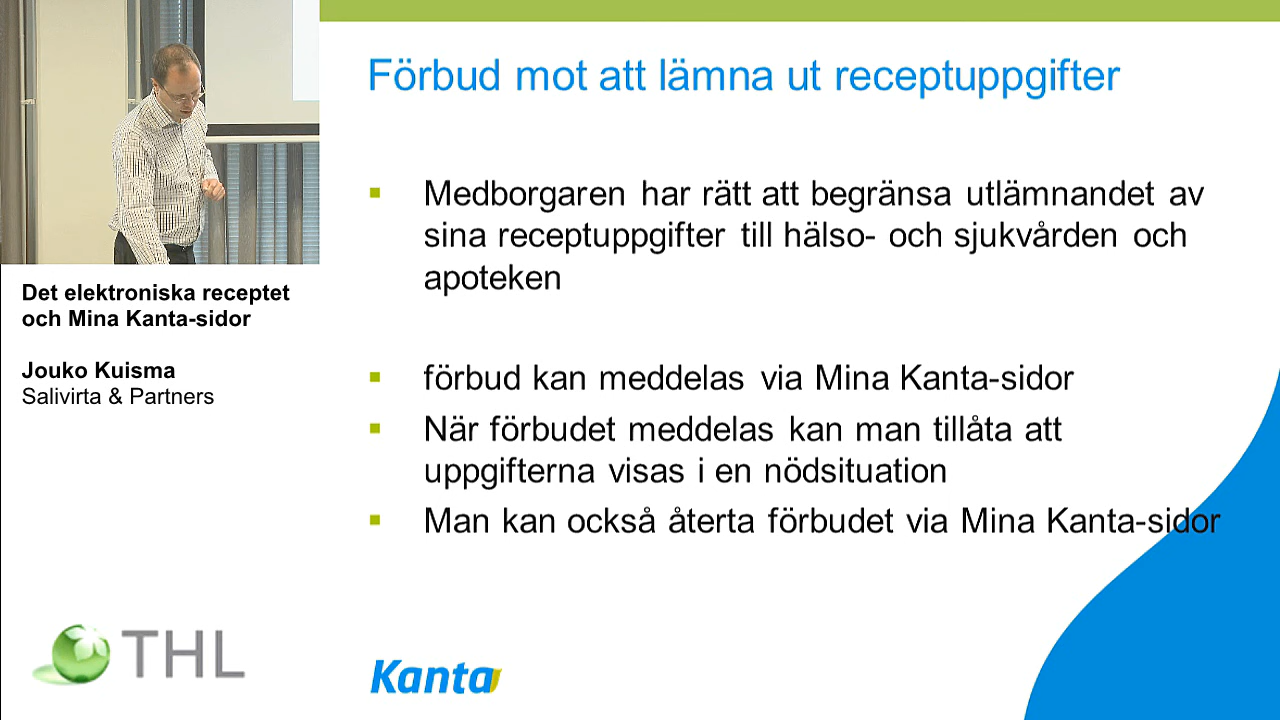 Förbud mot att lämna ut receptuppgifter
Medborgaren har rätt att begränsa utlämnandet av
sina receptuppgifter till hälso- och sjukvården och
apoteken
förbud kan meddelas via Mina Kanta-sidor
När förbudet meddelas kan man tillåta att
uppgifterna visas i en nödsituation
Man kan också återta förbudet via Mina Kanta-sidor
Det elektroniska receptet
och Mina Kanta-sidor
Jouko Kuisma
Salivirta & Partners
THL
Kanta